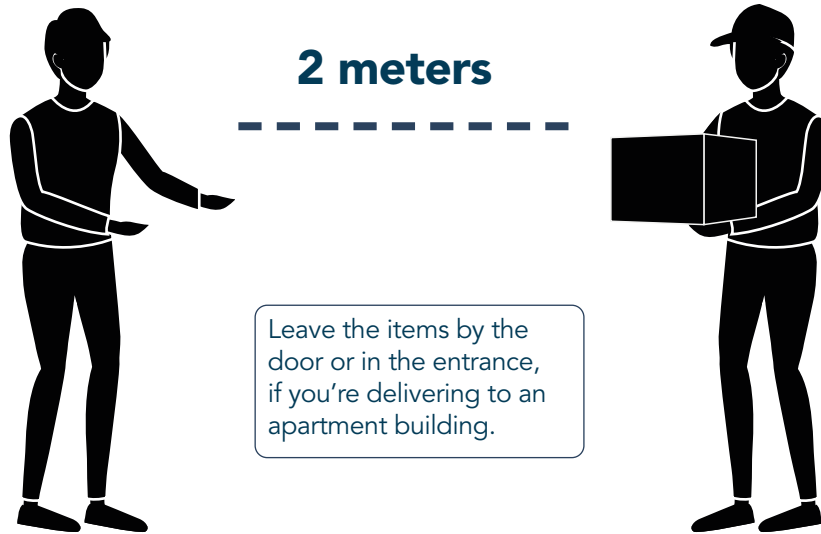 2 meters
Leave the items by the
door or in the entrance,
if you’re delivering to an
apartment building.